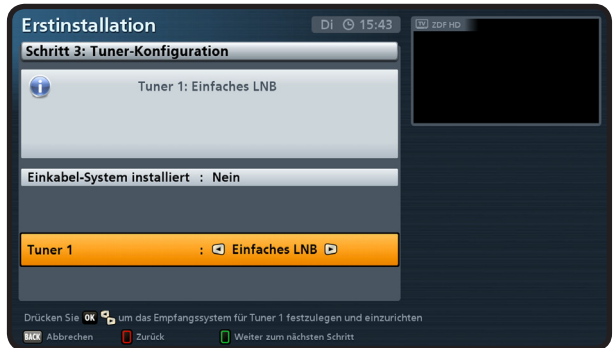 Erstinstallation
Di 15:43
TV ZDF HD
Schritt 3: Tuner-Konfiguration
Tuner 1: Einfaches LNB
Einkabel-System installiert : Nein
Tuner 1 : Einfaches LNB
Drücken Sie OK um das Empfangssystem für Tuner 1 festzulegen und einzurichten
BACK Abbrechen Zurück Weiter zum nächsten Schritt